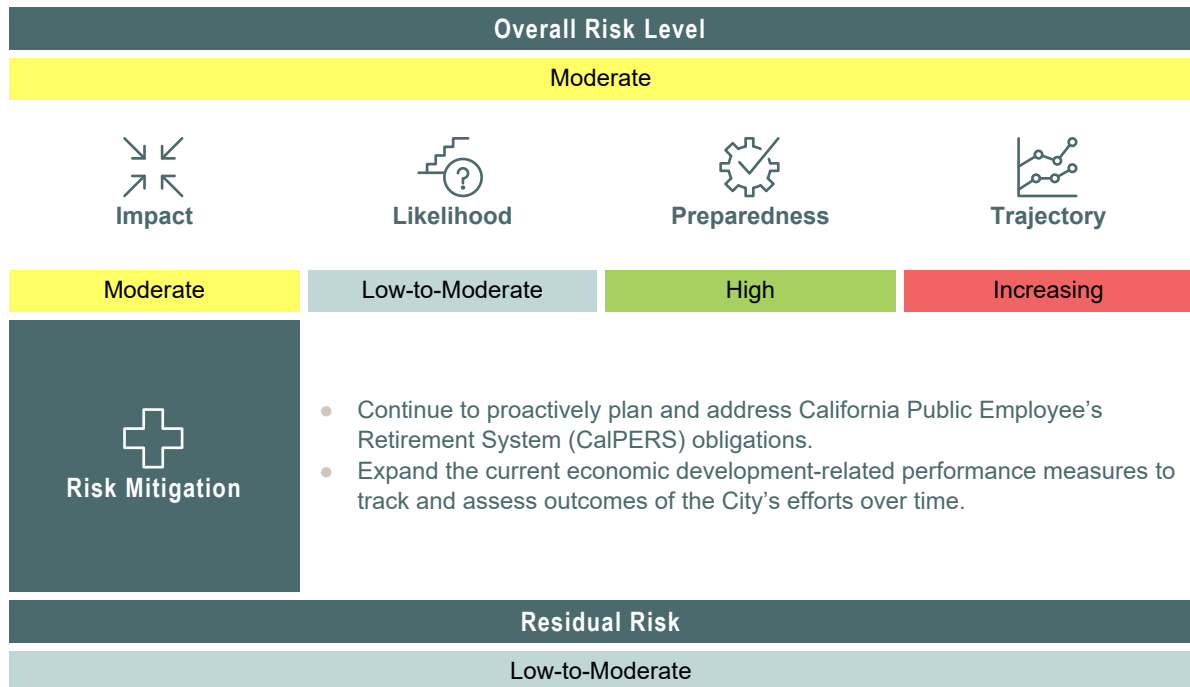 Overall Risk Level
Moderate
?
Impact
Likelihood
Preparedness
Trajectory
Moderate
Low-to-Moderate
High
Increasing
Risk Mitigation
● Continue to proactively plan and address California Public Employee’s
Retirement System (CalPERS) obligations.
● Expand the current economic development-related performance measures to
track and assess outcomes of the City’s efforts over time.
Residual Risk
Low-to-Moderate